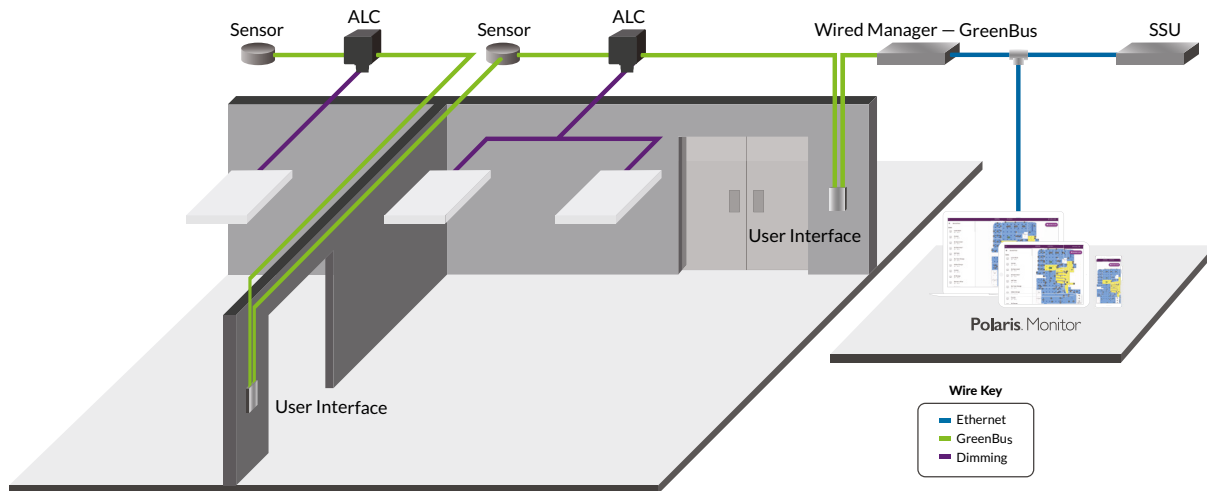 ALC
Sensor
ALC
Sensor
Wired Manager — GreenBus
SSU
User Interface
Polaris. Monitor
User Interface
Wire Key
Ethernet
GreenBus
Dimming